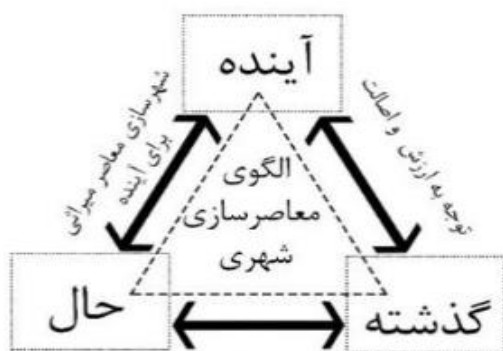 آینده
توجه به ارزش و اصالت
شهرسازی معاصر میراثی
برای آینده
الگوی
معاصرسازی
شهری
گذشته
حال